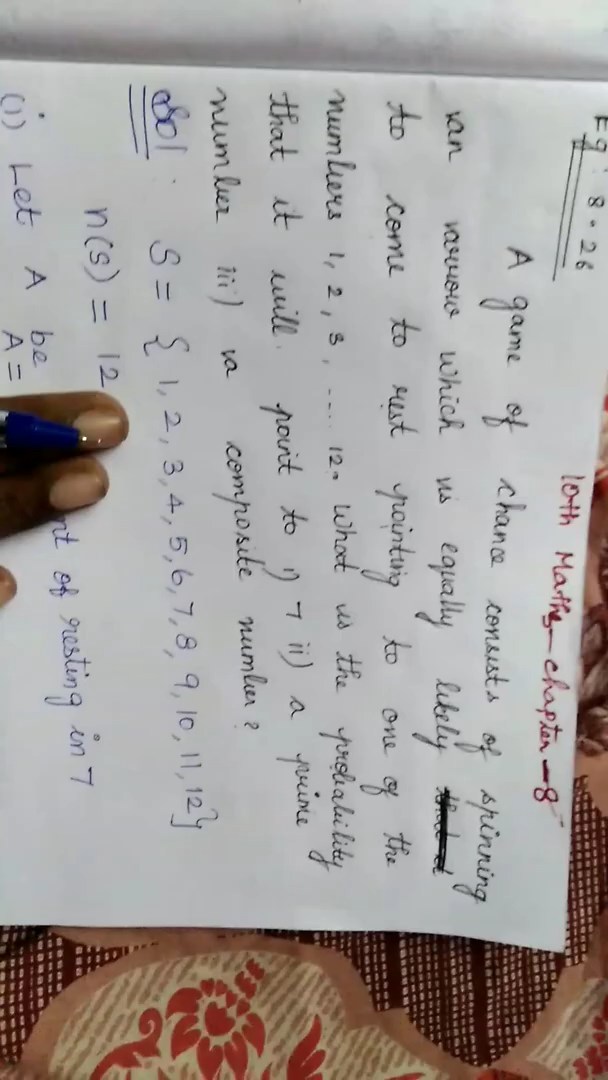 10th Maths - chapter - 8
Eg : 8.26
A game of chance consists of spinning
an arrow which is equally likely
to come to rest pointing to one of the
numbers 1, 2, 3, .... 12. What is the probability
that it will point to i) 7 ii) a prime
number iii) a composite number?
Sol.
S = { 1, 2, 3, 4, 5, 6, 7, 8, 9, 10, 11, 12}
n(S) = 12
(i) Let A be of resting in 7
A =